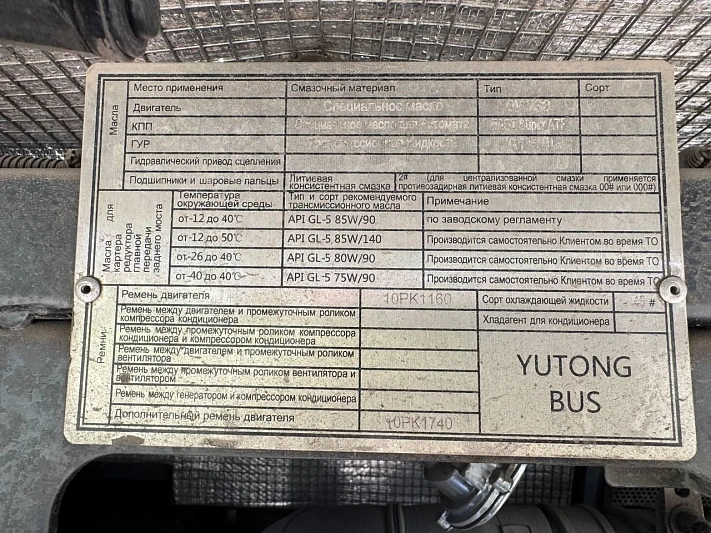 Масла
Место применения Смазочный материал Тип Сорт
Двигатель Специальное масло
КПП
ГУР
Гидравлический привод сцепления
Подшипники и шаровые пальцы Литиевая консистентная смазка 2# (для централизованной смазки применяется противозадирная литиевая консистентная смазка 00# или 000#)
Масла для картера редуктора главной передачи заднего моста
Температура окружающей среды Тип и сорт рекомендуемого трансмиссионного масла Примечание
от-12 до 40℃ API GL-5 85W/90 по заводскому регламенту
от-12 до 50℃ API GL-5 85W/140 Производится самостоятельно Клиентом во время ТО
от-26 до 40℃ API GL-5 80W/90 Производится самостоятельно Клиентом во время ТО
от-40 до 40℃ API GL-5 75W/90 Производится самостоятельно Клиентом во время ТО
Ремни
Ремень двигателя 10PK1160 Сорт охлаждающей жидкости -45#
Ремень между двигателем и промежуточным роликом компрессора кондиционера Хладагент для кондиционера
Ремень между промежуточным роликом компрессора кондиционера и компрессором кондиционера
Ремень между двигателем и промежуточным роликом вентилятора
Ремень между промежуточным роликом вентилятора и вентилятором
Ремень между генератором и компрессором кондиционера
Дополнительный ремень двигателя 10PK1740
YUTONG
BUS